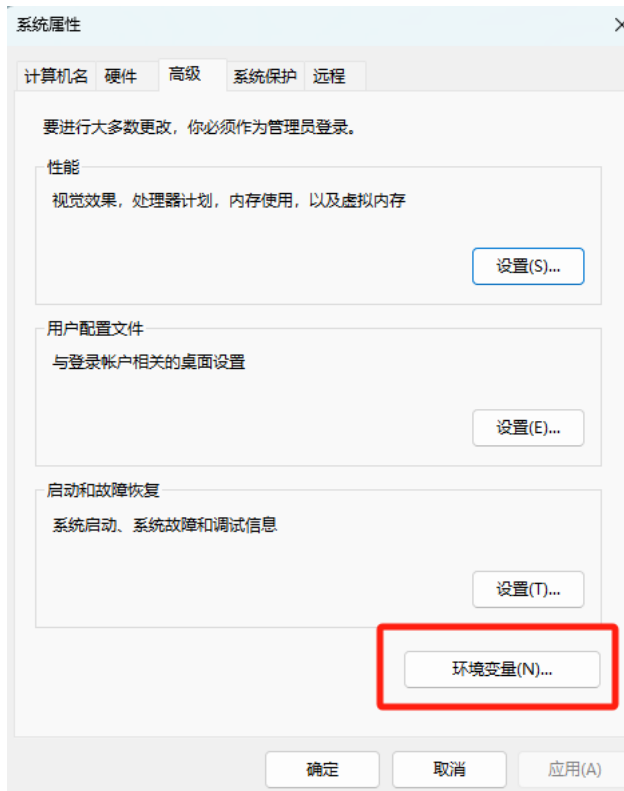 系统属性
计算机名 硬件 高级 系统保护 远程
要进行大多数更改，你必须作为管理员登录。
性能
视觉效果，处理器计划，内存使用，以及虚拟内存
设置(S)...
用户配置文件
与登录帐户相关的桌面设置
设置(E)...
启动和故障恢复
系统启动、系统故障和调试信息
设置(T)...
环境变量(N)...
确定 取消 应用(A)